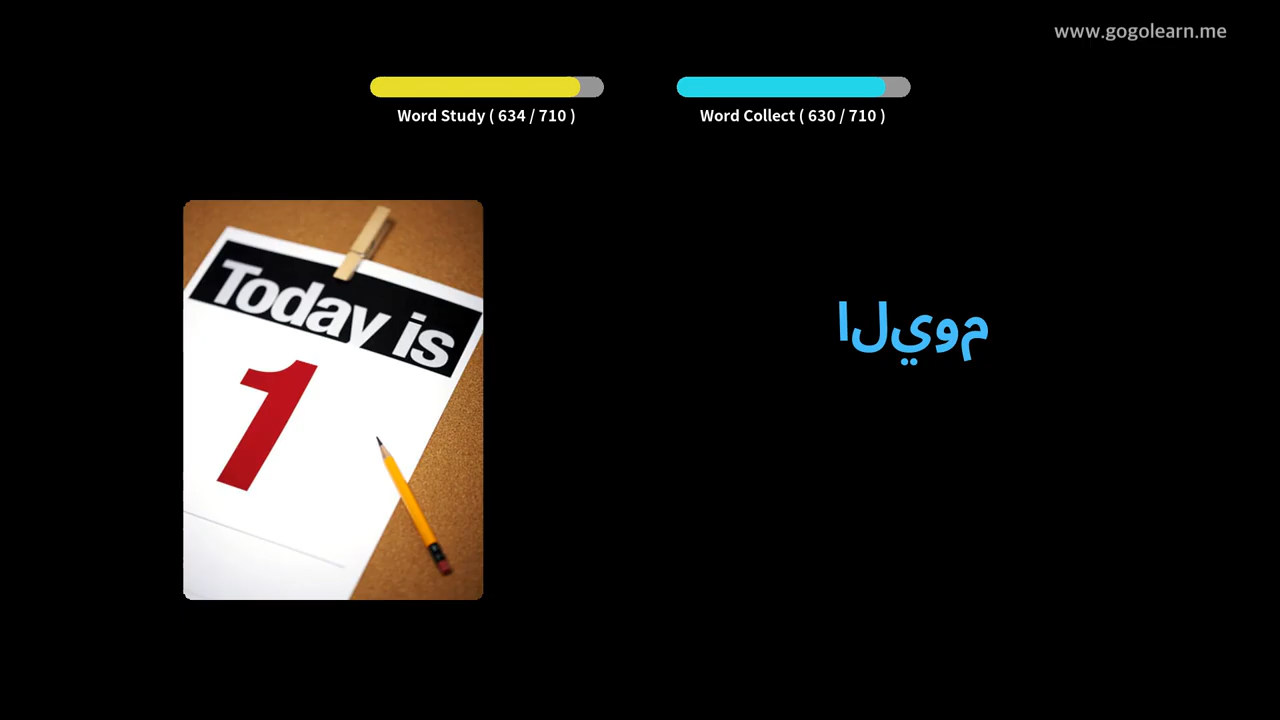 www.gogolearn.me
Word Study ( 634 / 710 )
Word Collect ( 630 / 710 )
Today is
1
اليوم